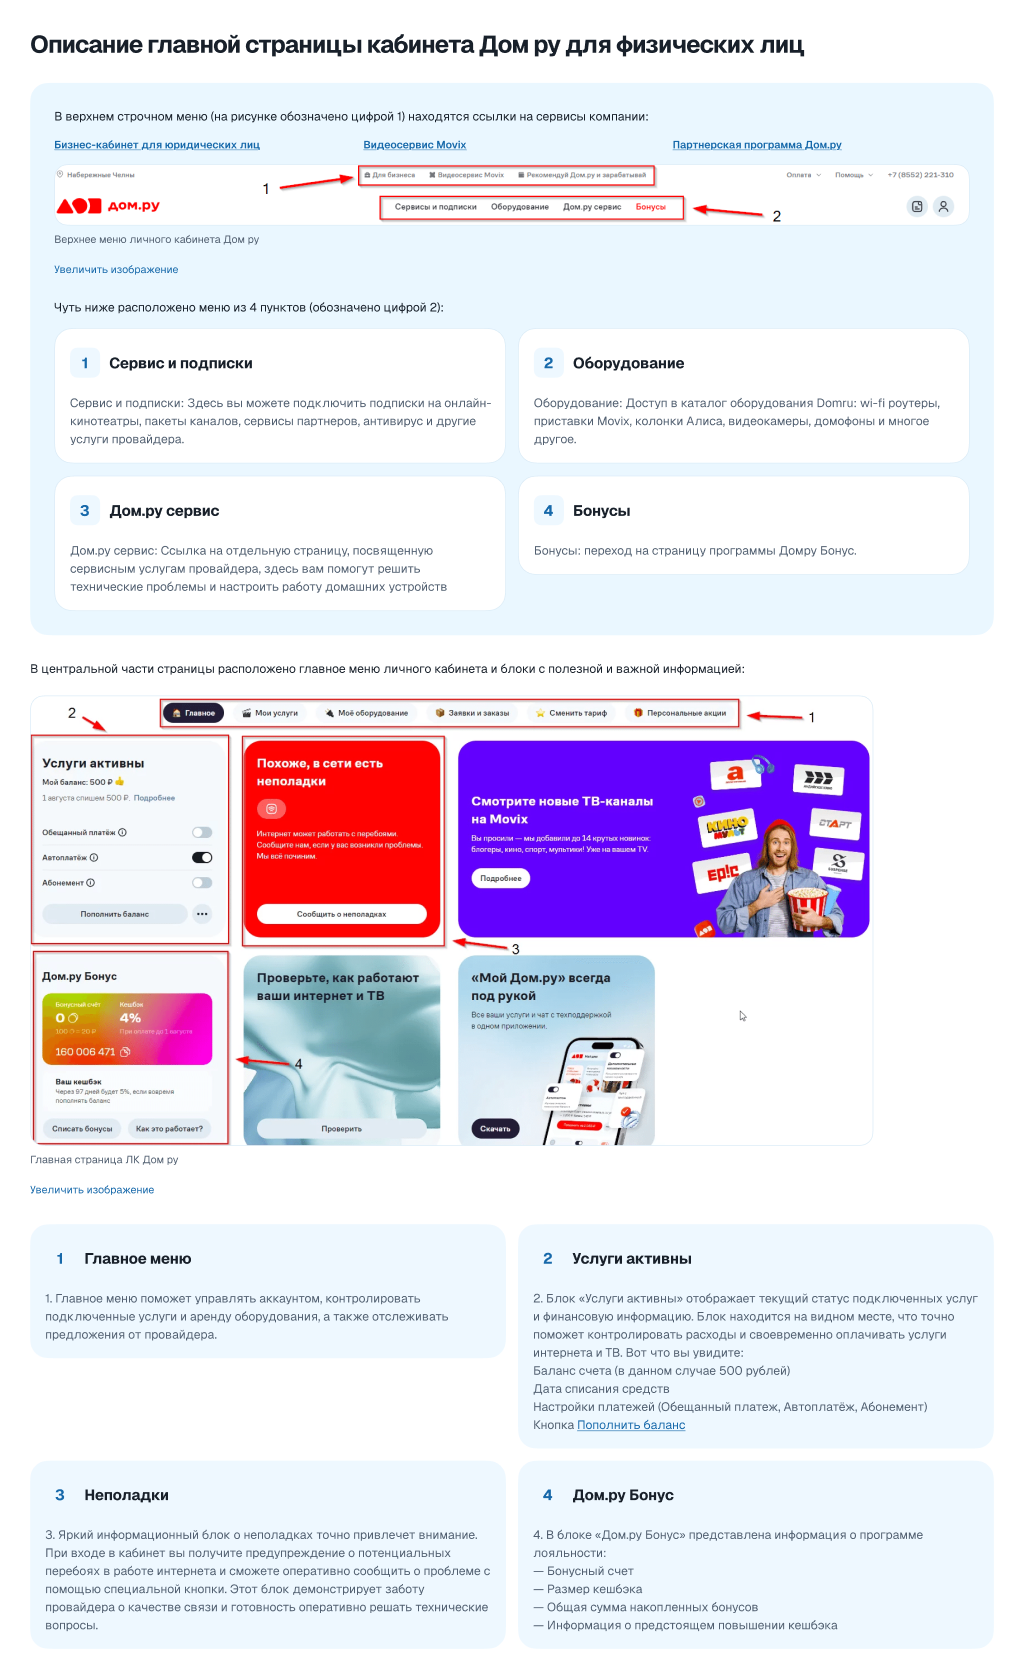 Описание главной страницы кабинета Дом ру для физических лиц
В верхнем строчном меню (на рисунке обозначено цифрой 1) находятся ссылки на сервисы компании:
Бизнес-кабинет для юридических лиц
Видеосервис Movix
Партнерская программа Дом.ру
Набережные Челны
1
Для бизнеса
Видеосервис Movix
Рекомендуй Дом.ру и зарабатывай
Оплата
Помощь
+7 (8552) 221-310
дом.ру
Сервисы и подписки
Оборудование
Дом.ру сервис
Бонусы
2
Верхнее меню личного кабинета Дом ру
Увеличить изображение
Чуть ниже расположено меню из 4 пунктов (обозначено цифрой 2):
1 Сервис и подписки
Сервис и подписки: Здесь вы можете подключить подписки на онлайн-
кинотеатры, пакеты каналов, сервисы партнеров, антивирус и другие
услуги провайдера.
2 Оборудование
Оборудование: Доступ в каталог оборудования Domru: wi-fi роутеры,
приставки Movix, колонки Алиса, видеокамеры, домофоны и многое
другое.
3 Дом.ру сервис
Дом.ру сервис: Ссылка на отдельную страницу, посвященную
сервисным услугам провайдера, здесь вам помогут решить
технические проблемы и настроить работу домашних устройств
4 Бонусы
Бонусы: переход на страницу программы Домру Бонус.
В центральной части страницы расположено главное меню личного кабинета и блоки с полезной и важной информацией:
2
Главное
Мои услуги
Моё оборудование
Заявки и заказы
Сменить тариф
Персональные акции
1
Услуги активны
Мой баланс: 500 ₽
1 августа спишем 500 ₽. Подробнее
Обещанный платёж
Автоплатёж
Абонемент
Пополнить баланс
Похоже, в сети есть
неполадки
Интернет может работать с перебоями.
Сообщите нам, если у вас возникли проблемы.
Мы всё починим.
Сообщить о неполадках
3
Смотрите новые ТВ-каналы
на Movix
Вы просили — мы добавили до 14 крутых новинок:
блогеры, кино, спорт, мультики! Уже на вашем TV.
Подробнее
КИНО
СТАРТ
Epic
Дом.ру Бонус
Бонусный счёт
Кешбэк
0
4%
При оплате до 1 августа
160 006 471
Ваш кешбэк
Через 97 дней будет 5%, если вовремя
пополнять баланс
Списать бонусы
Как это работает?
4
Проверьте, как работают
ваши интернет и ТВ
Проверить
«Мой Дом.ру» всегда
под рукой
Все ваши услуги и чат с техподдержкой
в одном приложении.
Скачать
Главная страница ЛК Дом ру
Увеличить изображение
1 Главное меню
1. Главное меню поможет управлять аккаунтом, контролировать
подключенные услуги и аренду оборудования, а также отслеживать
предложения от провайдера.
2 Услуги активны
2. Блок «Услуги активны» отображает текущий статус подключенных услуг
и финансовую информацию. Блок находится на видном месте, что точно
поможет контролировать расходы и своевременно оплачивать услуги
интернета и ТВ. Вот что вы увидите:
Баланс счета (в данном случае 500 рублей)
Дата списания средств
Настройки платежей (Обещанный платеж, Автоплатёж, Абонемент)
Кнопка Пополнить баланс
3 Неполадки
3. Яркий информационный блок о неполадках точно привлечет внимание.
При входе в кабинет вы получите предупреждение о потенциальных
перебоях в работе интернета и сможете оперативно сообщить о проблеме с
помощью специальной кнопки. Этот блок демонстрирует заботу
провайдера о качестве связи и готовность оперативно решать технические
вопросы.
4 Дом.ру Бонус
4. В блоке «Дом.ру Бонус» представлена информация о программе
лояльности:
— Бонусный счет
— Размер кешбэка
— Общая сумма накопленных бонусов
— Информация о предстоящем повышении кешбэка